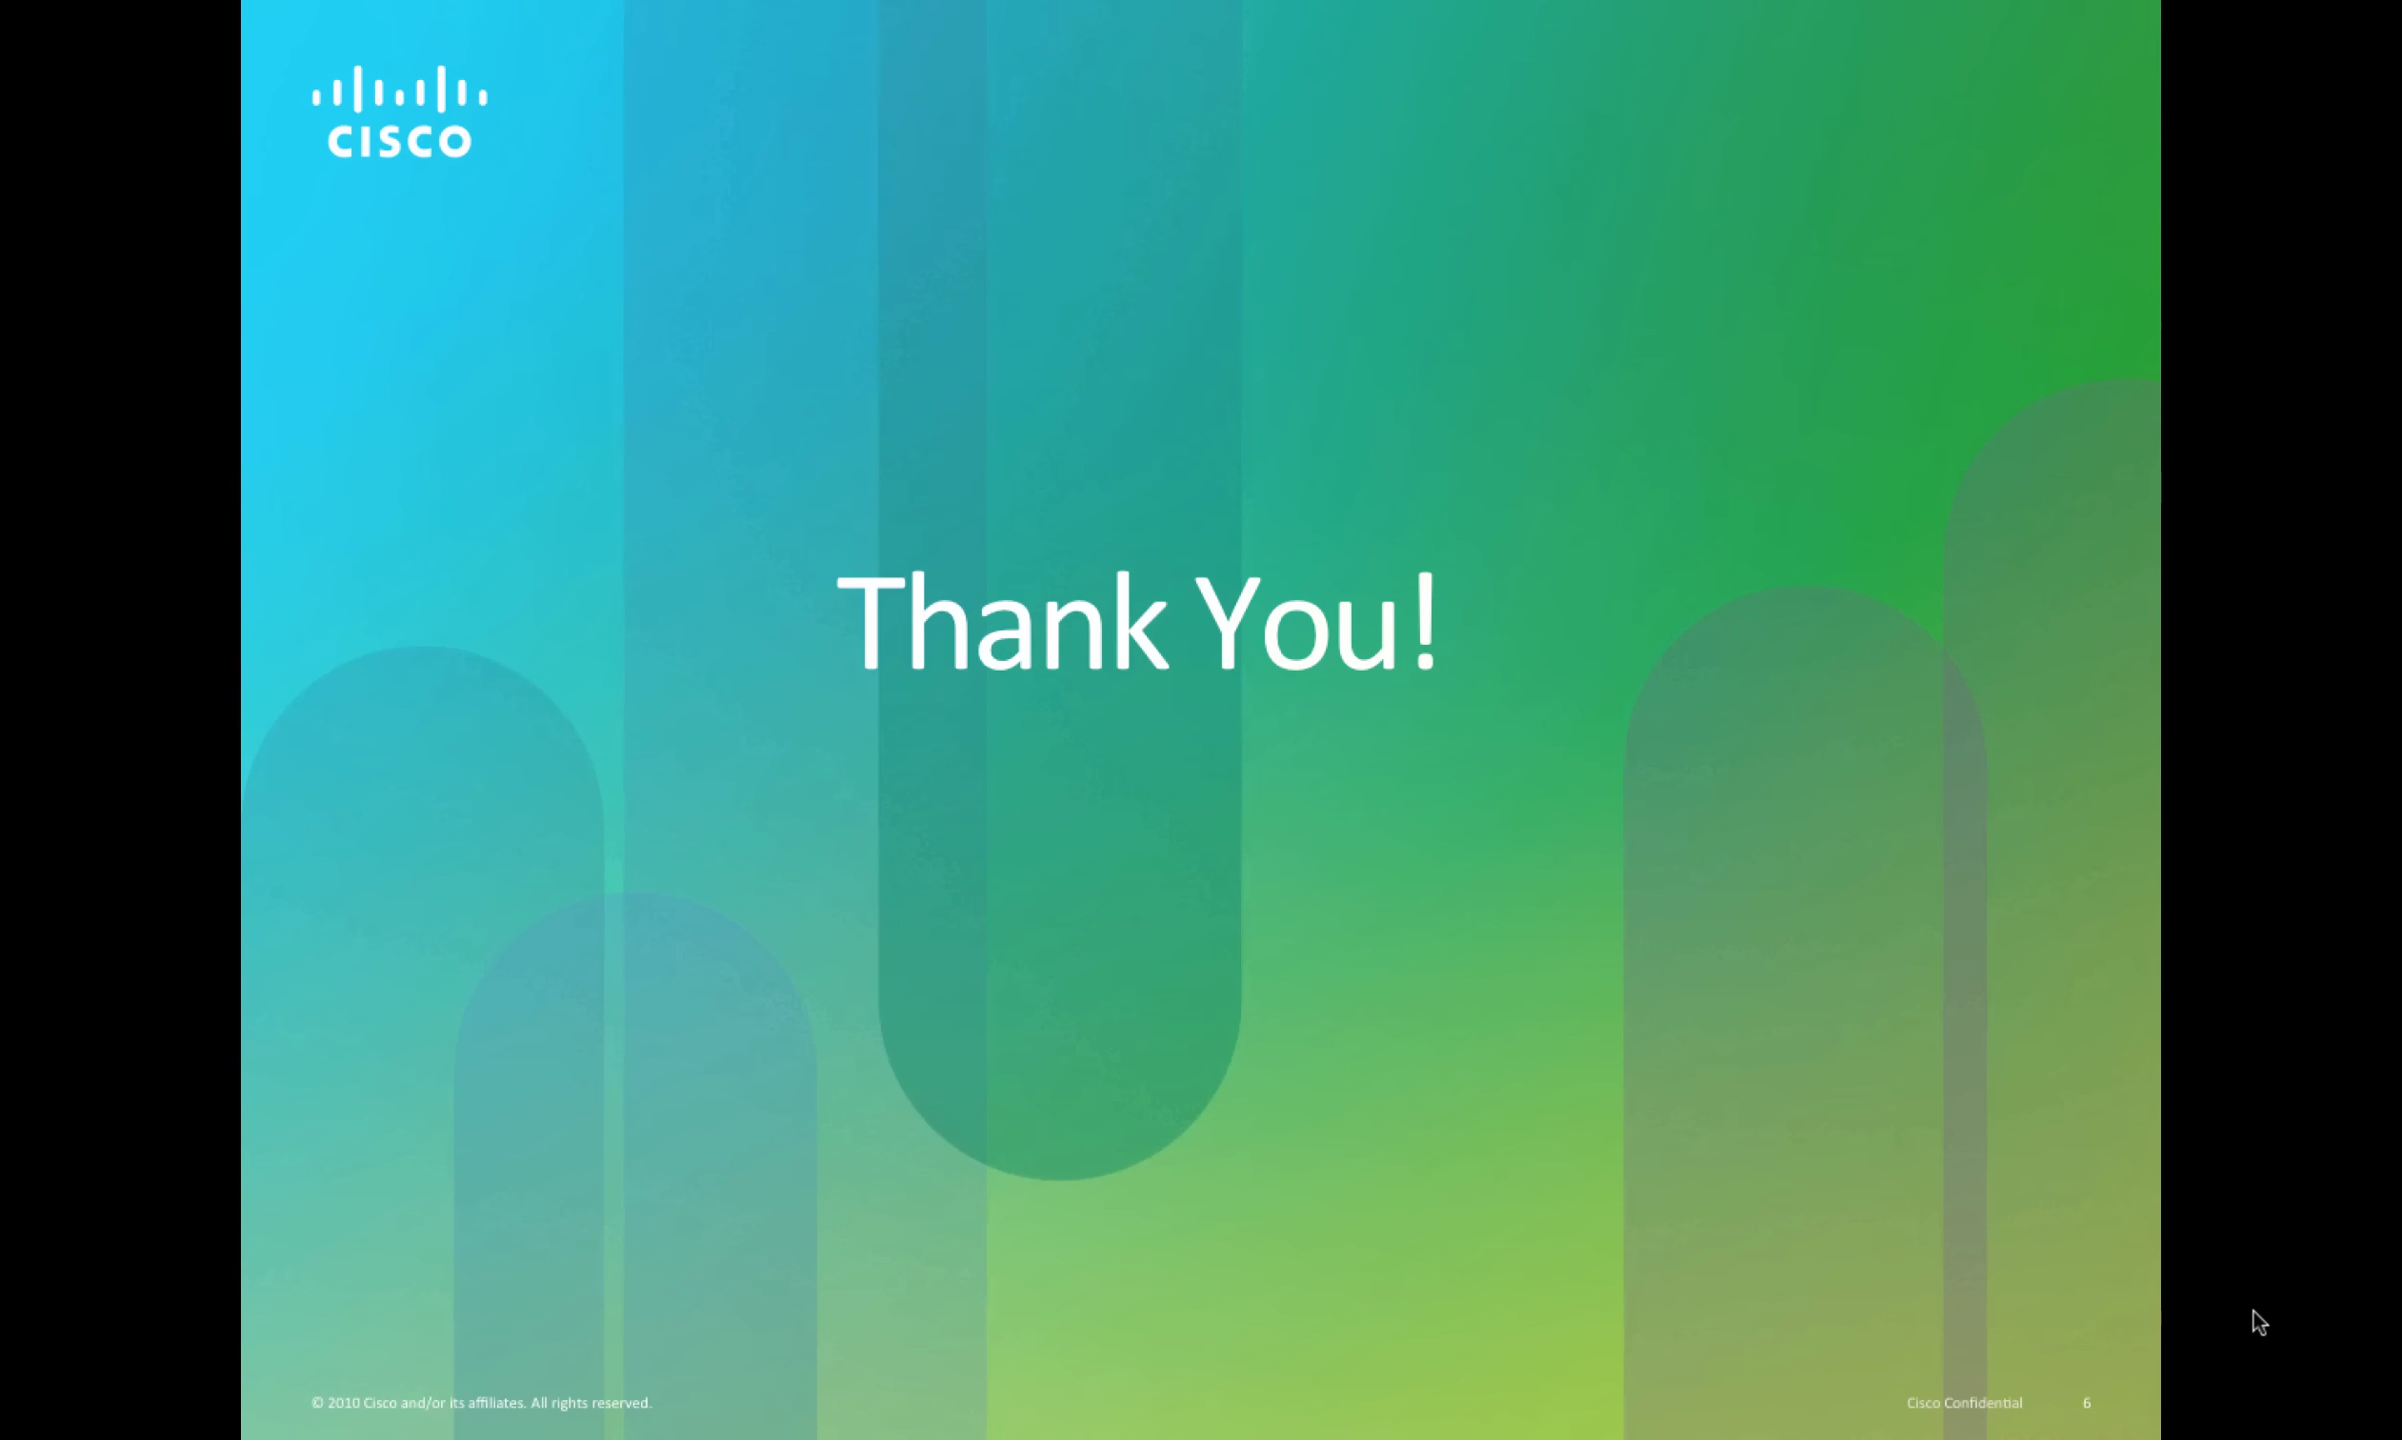 CISCO
Thank You!
© 2010 Cisco and/or its affiliates. All rights reserved.
Cisco Confidential 6